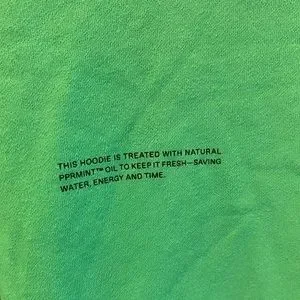 THIS HOODIE IS TREATED WITH NATURAL
PPRMINT™ OIL TO KEEP IT FRESH—SAVING
WATER, ENERGY AND TIME.